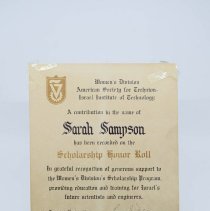 Women's Division
American Society for Technion-
Israel Institute of Technology
A contribution in the name of
Sarah Sampson
has been recorded on the
Scholarship Honor Roll
In grateful recognition of generous support to
the Women's Division's Scholarship Program,
providing education and training for Israel's
future scientists and engineers.